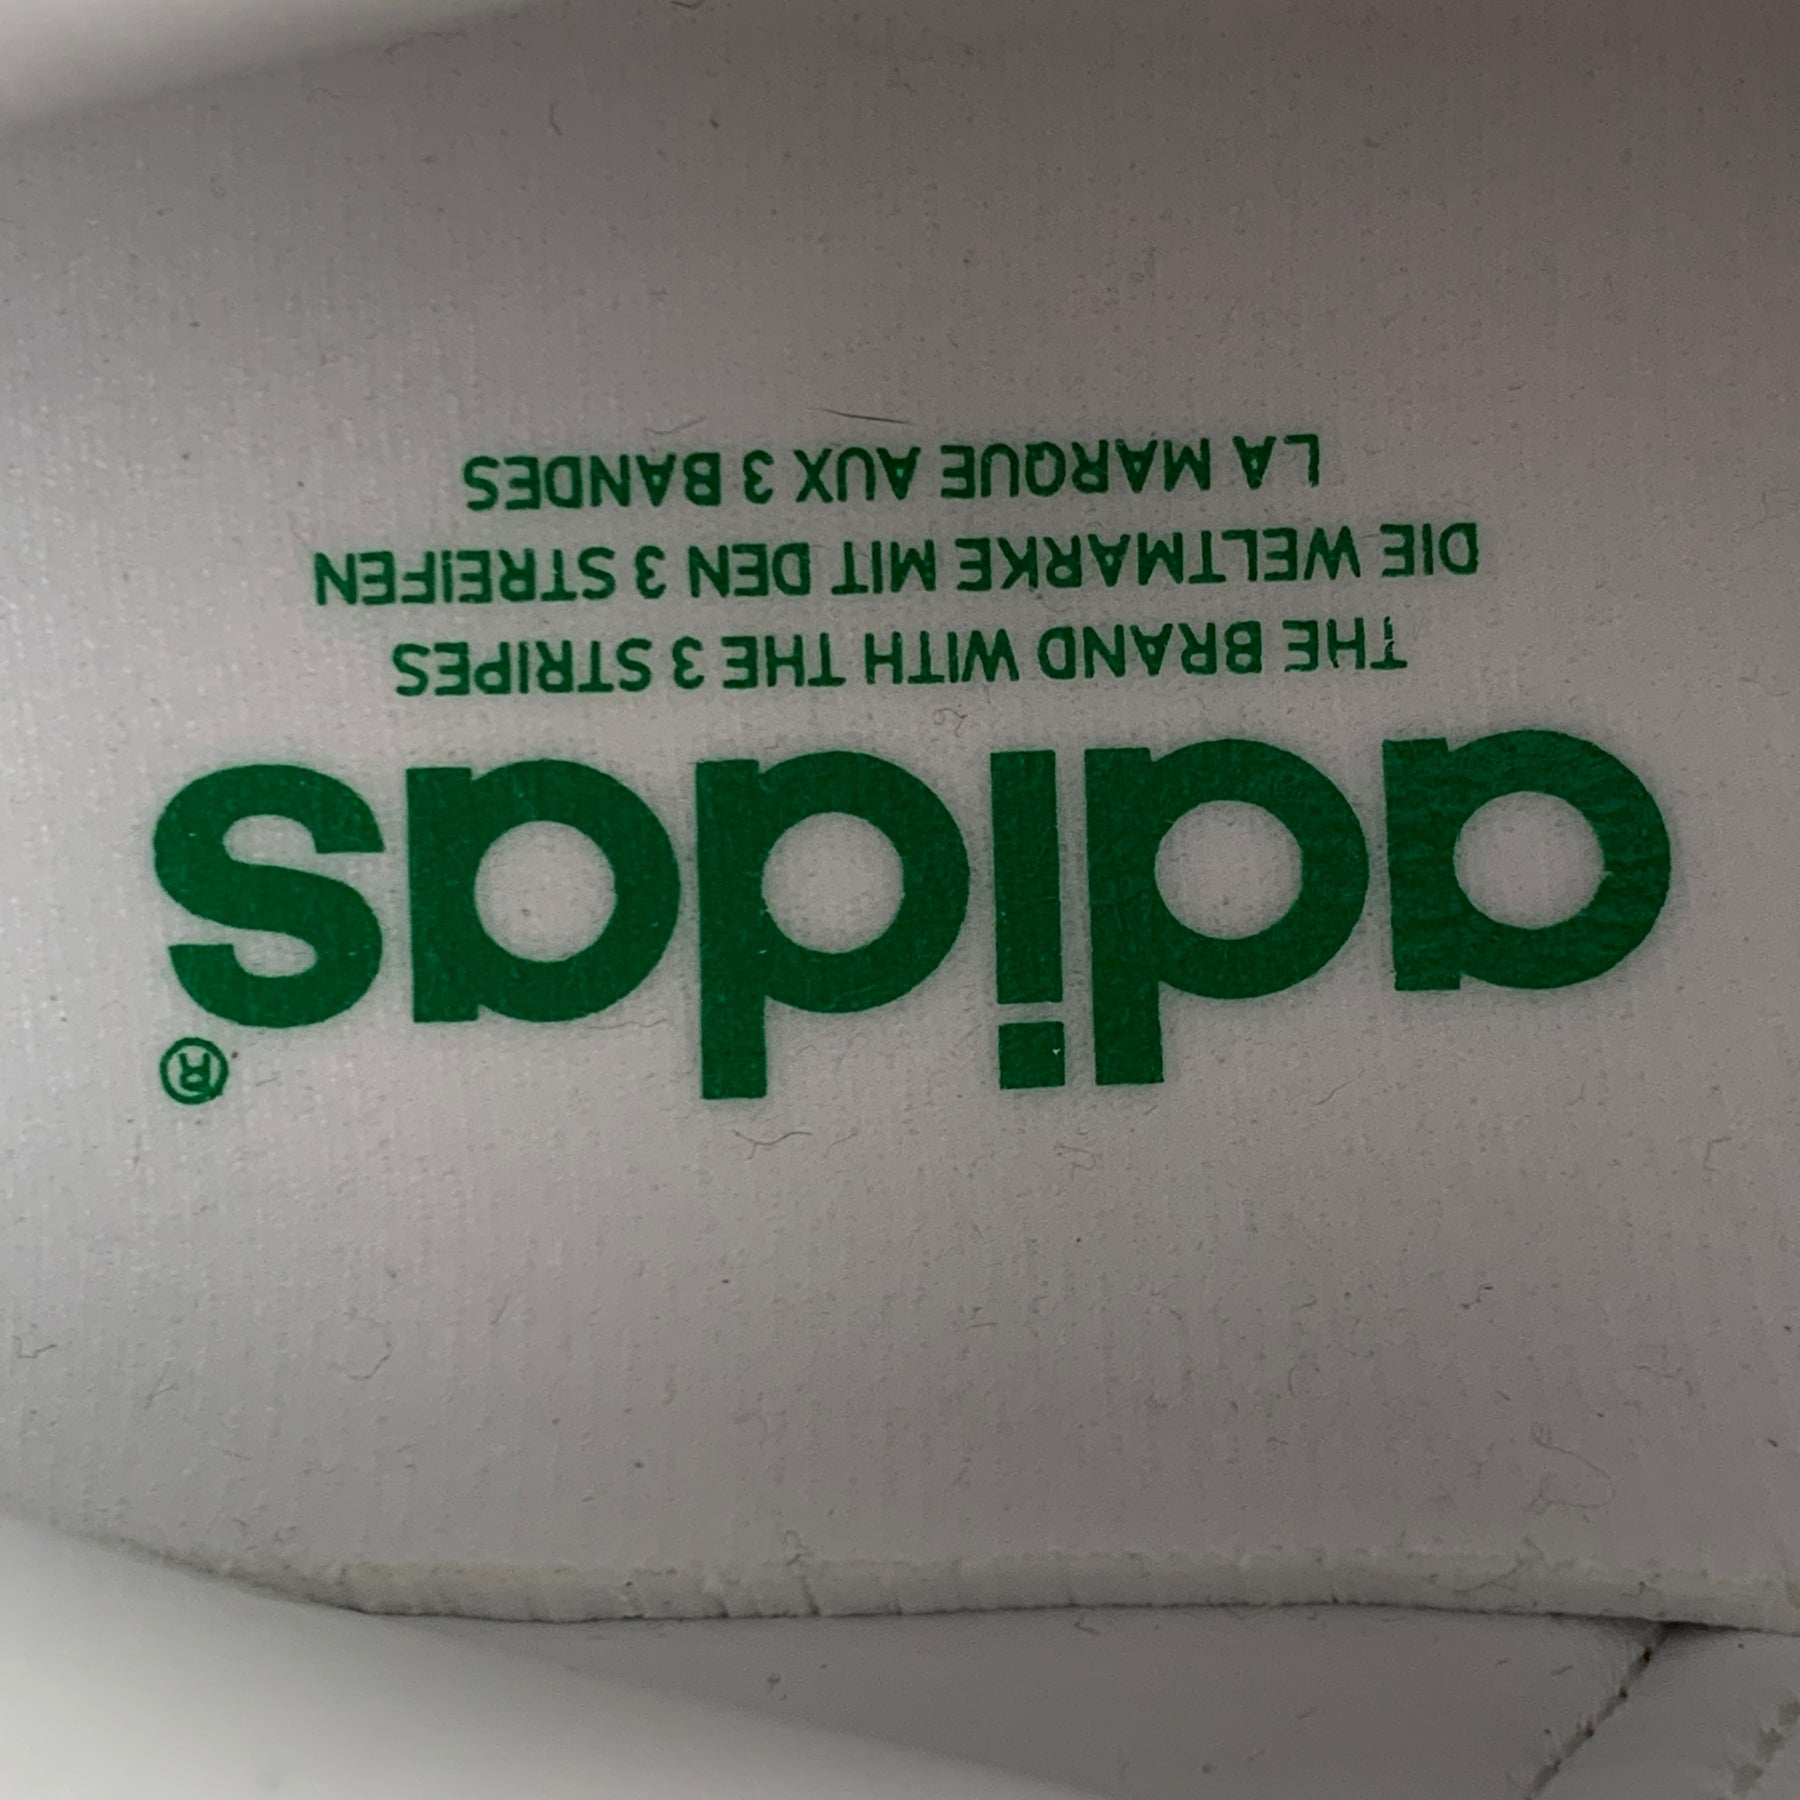 adidas®
THE BRAND WITH THE 3 STRIPES
DIE WELTMARKE MIT DEN 3 STREIFEN
LA MARQUE AUX 3 BANDES